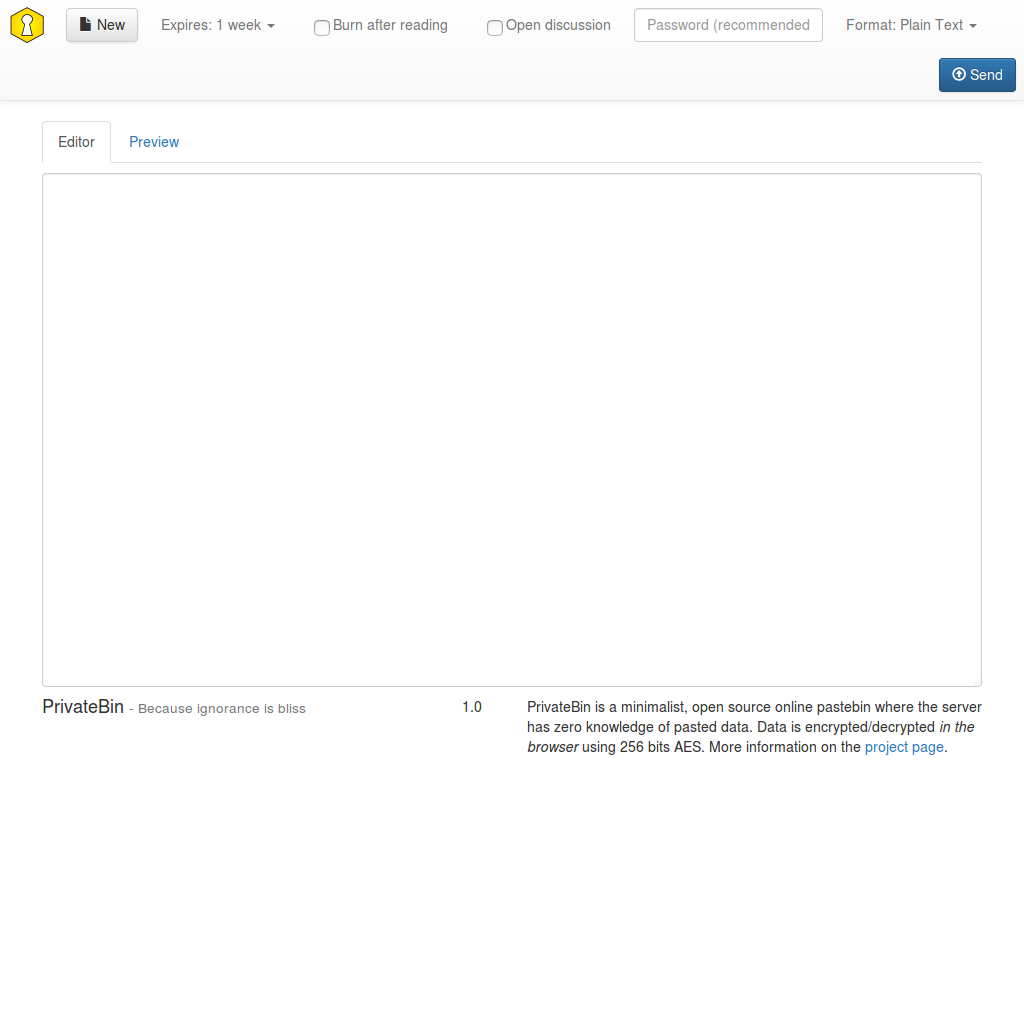 New Expires: 1 week Burn after reading Open discussion Password (recommended Format: Plain Text
Send
Editor Preview
PrivateBin - Because ignorance is bliss
1.0
PrivateBin is a minimalist, open source online pastebin where the server
has zero knowledge of pasted data. Data is encrypted/decrypted in the
browser using 256 bits AES. More information on the project page.